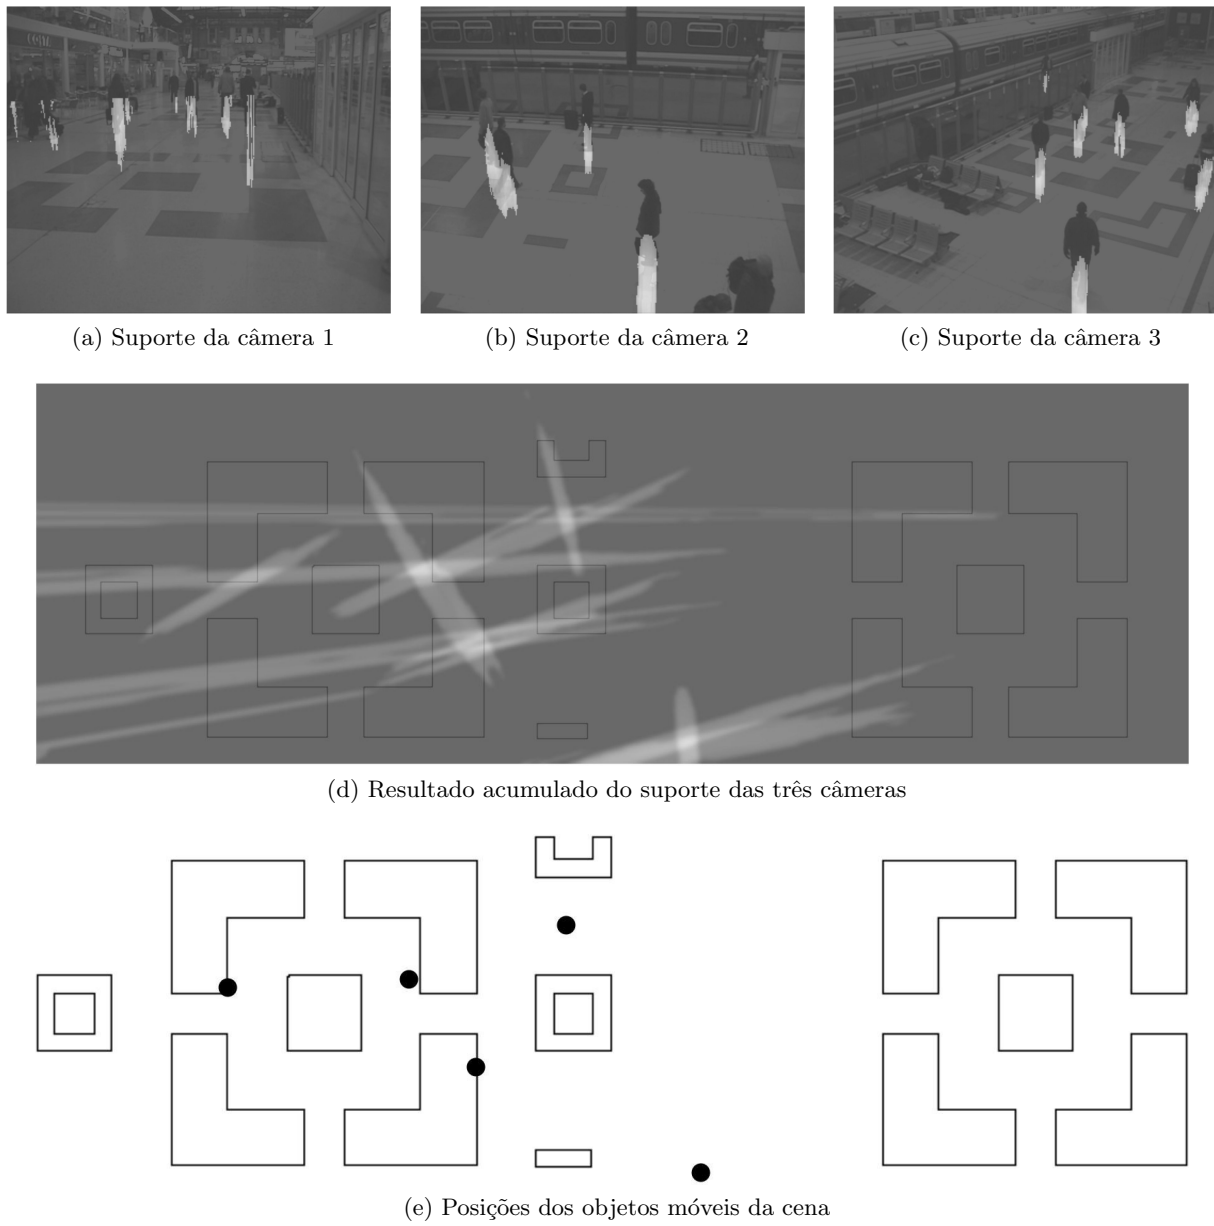 (a) Suporte da câmera 1
(b) Suporte da câmera 2
(c) Suporte da câmera 3
(d) Resultado acumulado do suporte das três câmeras
(e) Posições dos objetos móveis da cena